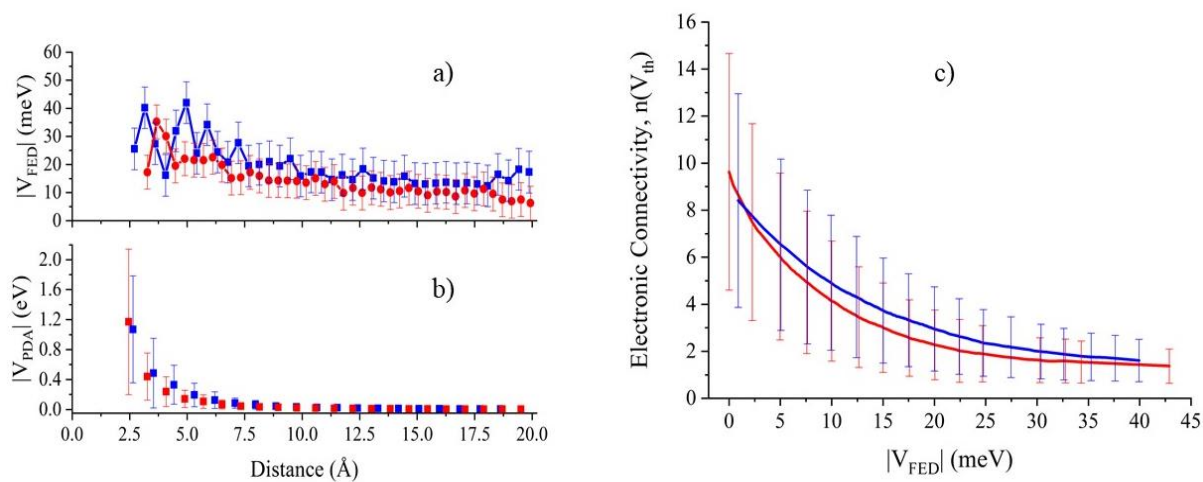 a)
|V_FED| (meV)
60
50
40
30
20
10
0
b)
|V_PDA| (eV)
2.0
1.6
1.2
0.8
0.4
0.0
0.0 2.5 5.0 7.5 10.0 12.5 15.0 17.5 20.0
Distance (Å)
c)
Electronic Connectivity, n(V_th)
16
14
12
10
8
6
4
2
0
0 5 10 15 20 25 30 35 40 45
|V_FED| (meV)